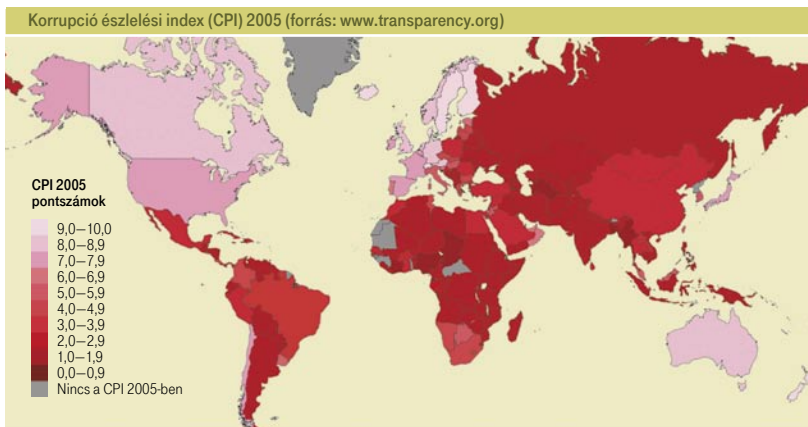 Korrupció észlelési index (CPI) 2005 (forrás: www.transparency.org)
CPI 2005
pontszámok
9,0–10,0
8,0–8,9
7,0–7,9
6,0–6,9
5,0–5,9
4,0–4,9
3,0–3,9
2,0–2,9
1,0–1,9
0,0–0,9
Nincs a CPI 2005-ben